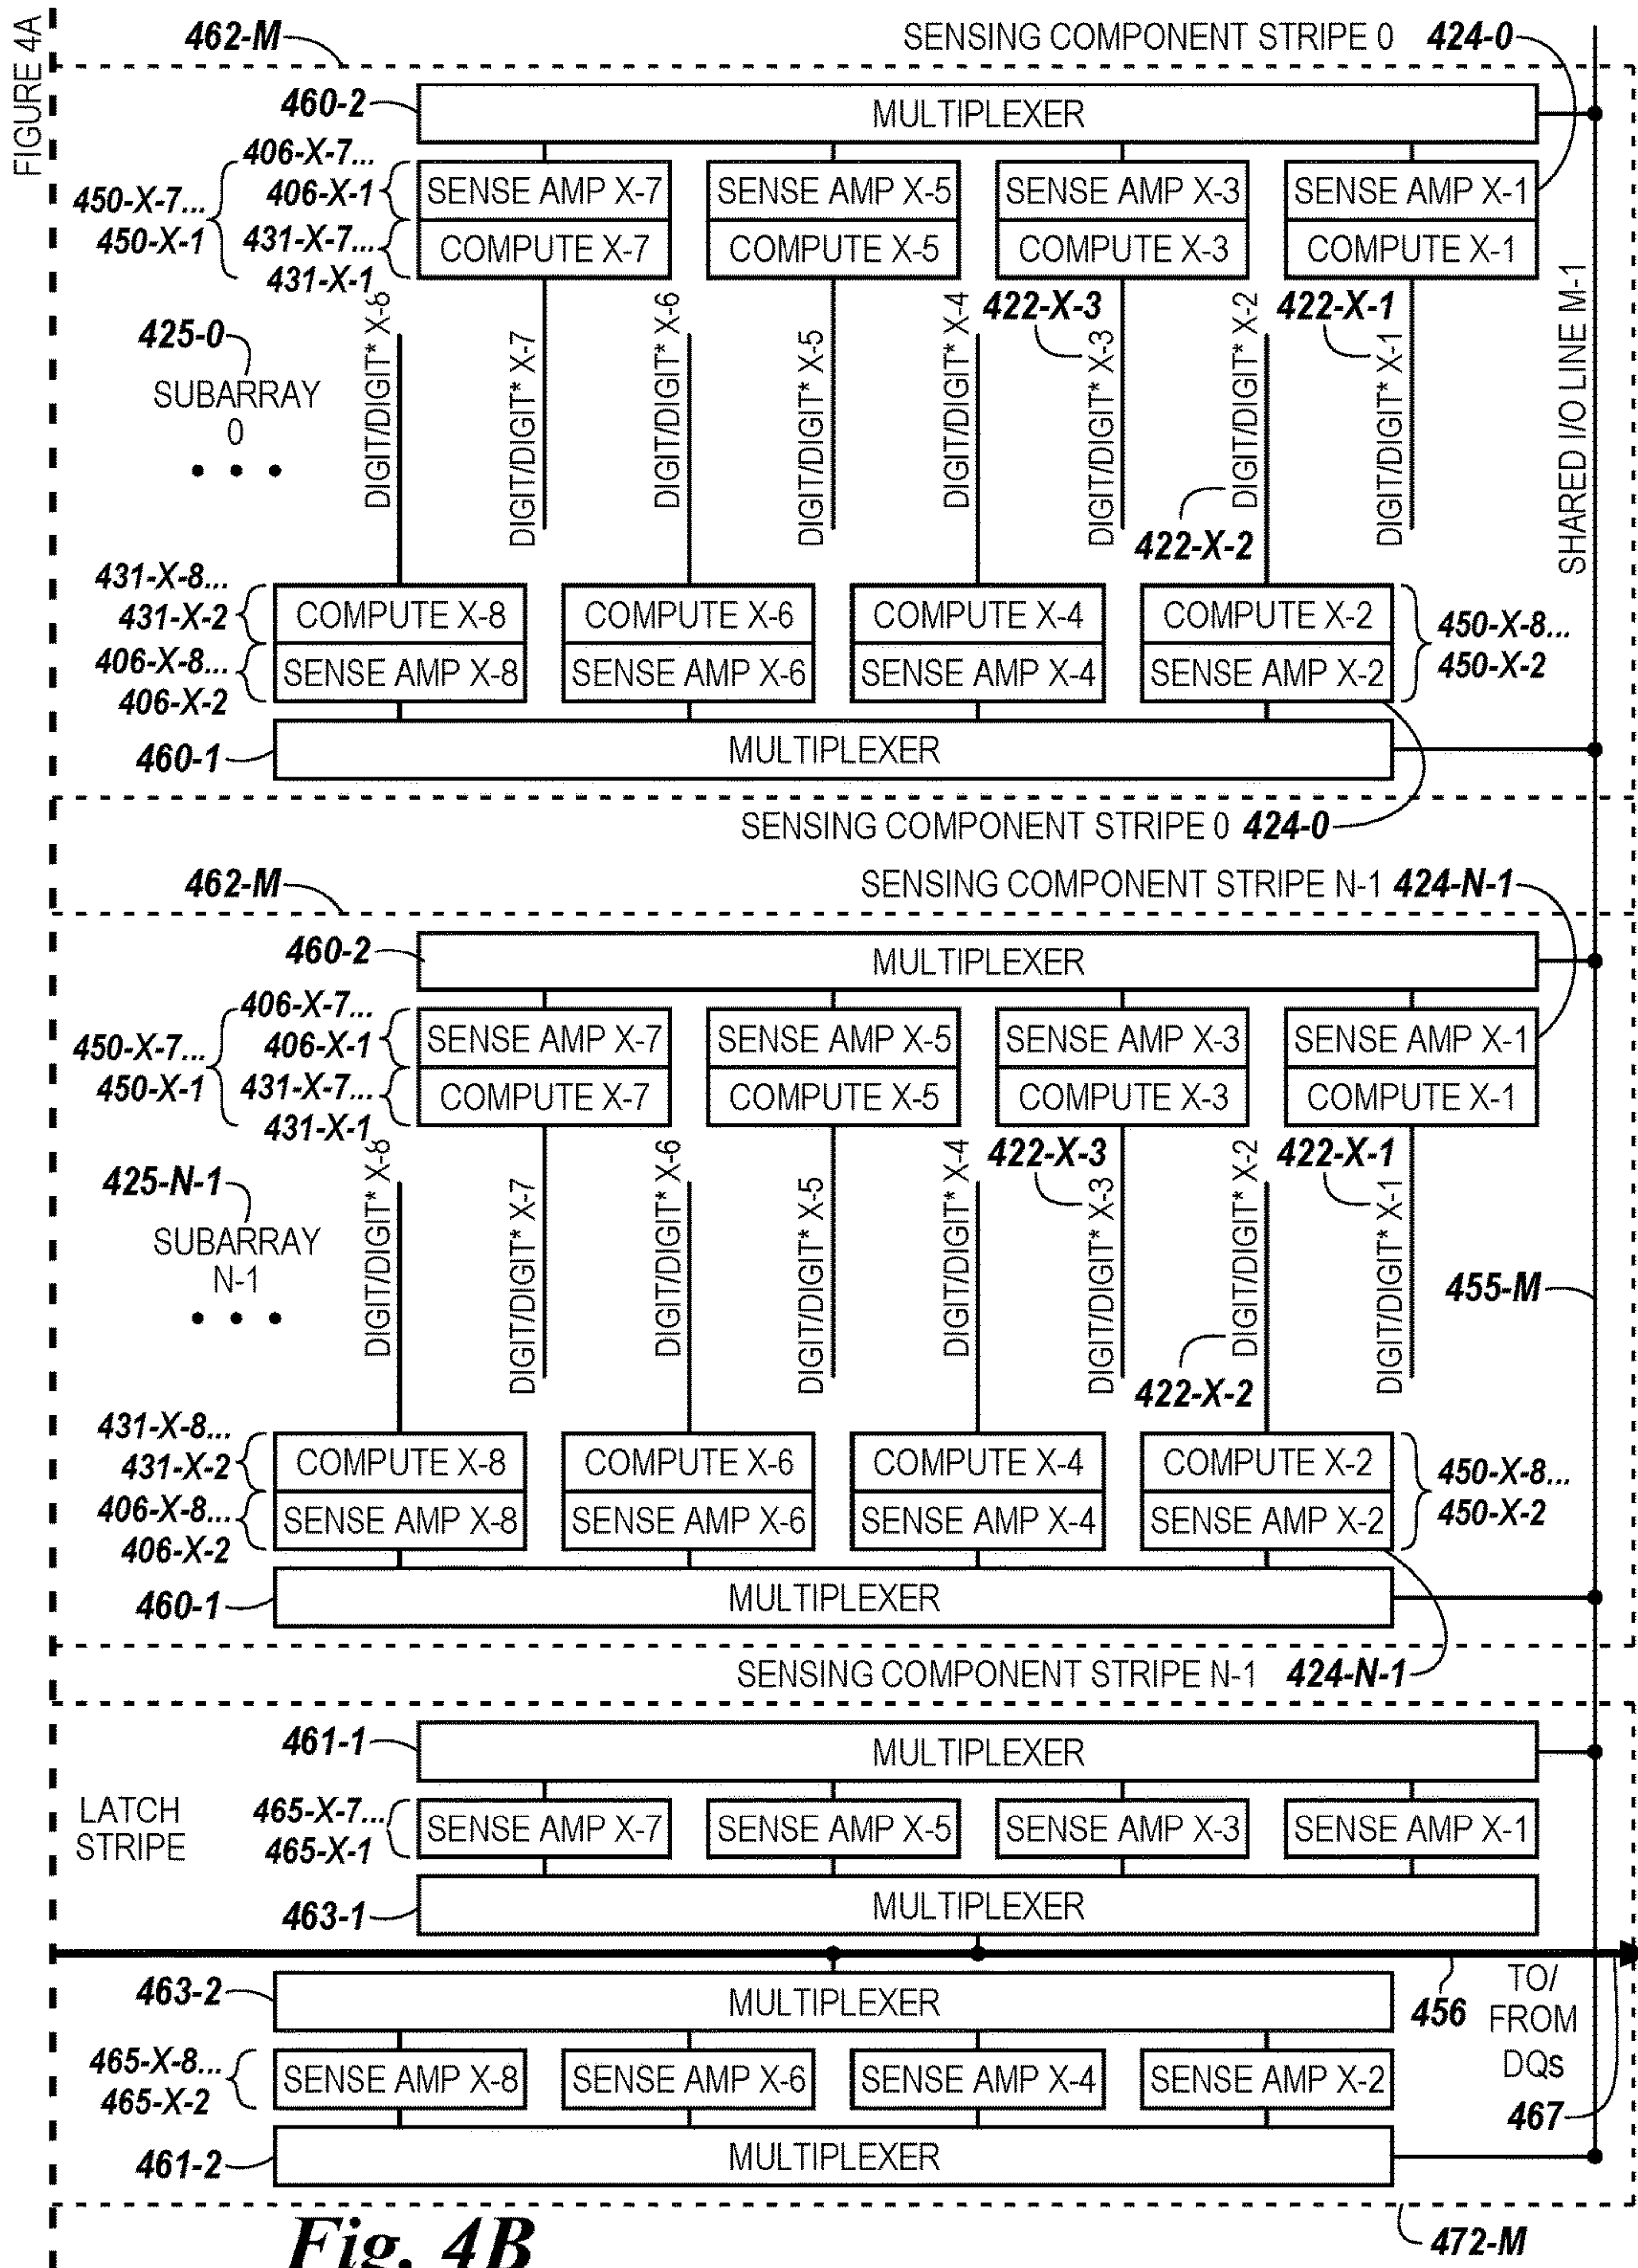 FIGURE 4A
462-M
SENSING COMPONENT STRIPE 0 424-0
460-2
MULTIPLEXER
406-X-7...
406-X-1
450-X-7...
450-X-1
431-X-7...
431-X-1
SENSE AMP X-7 SENSE AMP X-5 SENSE AMP X-3 SENSE AMP X-1
COMPUTE X-7 COMPUTE X-5 COMPUTE X-3 COMPUTE X-1
425-0
SUBARRAY
0
• • •
DIGIT/DIGIT* X-8
DIGIT/DIGIT* X-7
DIGIT/DIGIT* X-6
DIGIT/DIGIT* X-5
DIGIT/DIGIT* X-4
422-X-3
DIGIT/DIGIT* X-3
422-X-2
DIGIT/DIGIT* X-2
422-X-1
DIGIT/DIGIT* X-1
SHARED I/O LINE M-1
431-X-8...
431-X-2
406-X-8...
406-X-2
COMPUTE X-8 COMPUTE X-6 COMPUTE X-4 COMPUTE X-2
SENSE AMP X-8 SENSE AMP X-6 SENSE AMP X-4 SENSE AMP X-2
450-X-8...
450-X-2
460-1
MULTIPLEXER
SENSING COMPONENT STRIPE 0 424-0
462-M
SENSING COMPONENT STRIPE N-1 424-N-1
460-2
MULTIPLEXER
406-X-7...
406-X-1
450-X-7...
450-X-1
431-X-7...
431-X-1
SENSE AMP X-7 SENSE AMP X-5 SENSE AMP X-3 SENSE AMP X-1
COMPUTE X-7 COMPUTE X-5 COMPUTE X-3 COMPUTE X-1
425-N-1
SUBARRAY
N-1
• • •
DIGIT/DIGIT* X-8
DIGIT/DIGIT* X-7
DIGIT/DIGIT* X-6
DIGIT/DIGIT* X-5
DIGIT/DIGIT* X-4
422-X-3
DIGIT/DIGIT* X-3
422-X-2
DIGIT/DIGIT* X-2
422-X-1
DIGIT/DIGIT* X-1
455-M
431-X-8...
431-X-2
406-X-8...
406-X-2
COMPUTE X-8 COMPUTE X-6 COMPUTE X-4 COMPUTE X-2
SENSE AMP X-8 SENSE AMP X-6 SENSE AMP X-4 SENSE AMP X-2
450-X-8...
450-X-2
460-1
MULTIPLEXER
SENSING COMPONENT STRIPE N-1 424-N-1
461-1
MULTIPLEXER
LATCH
STRIPE
465-X-7...
465-X-1
SENSE AMP X-7 SENSE AMP X-5 SENSE AMP X-3 SENSE AMP X-1
463-1
MULTIPLEXER
463-2
MULTIPLEXER
456
TO/
FROM
DQs
467
465-X-8...
465-X-2
SENSE AMP X-8 SENSE AMP X-6 SENSE AMP X-4 SENSE AMP X-2
461-2
MULTIPLEXER
472-M
Fig. 4B